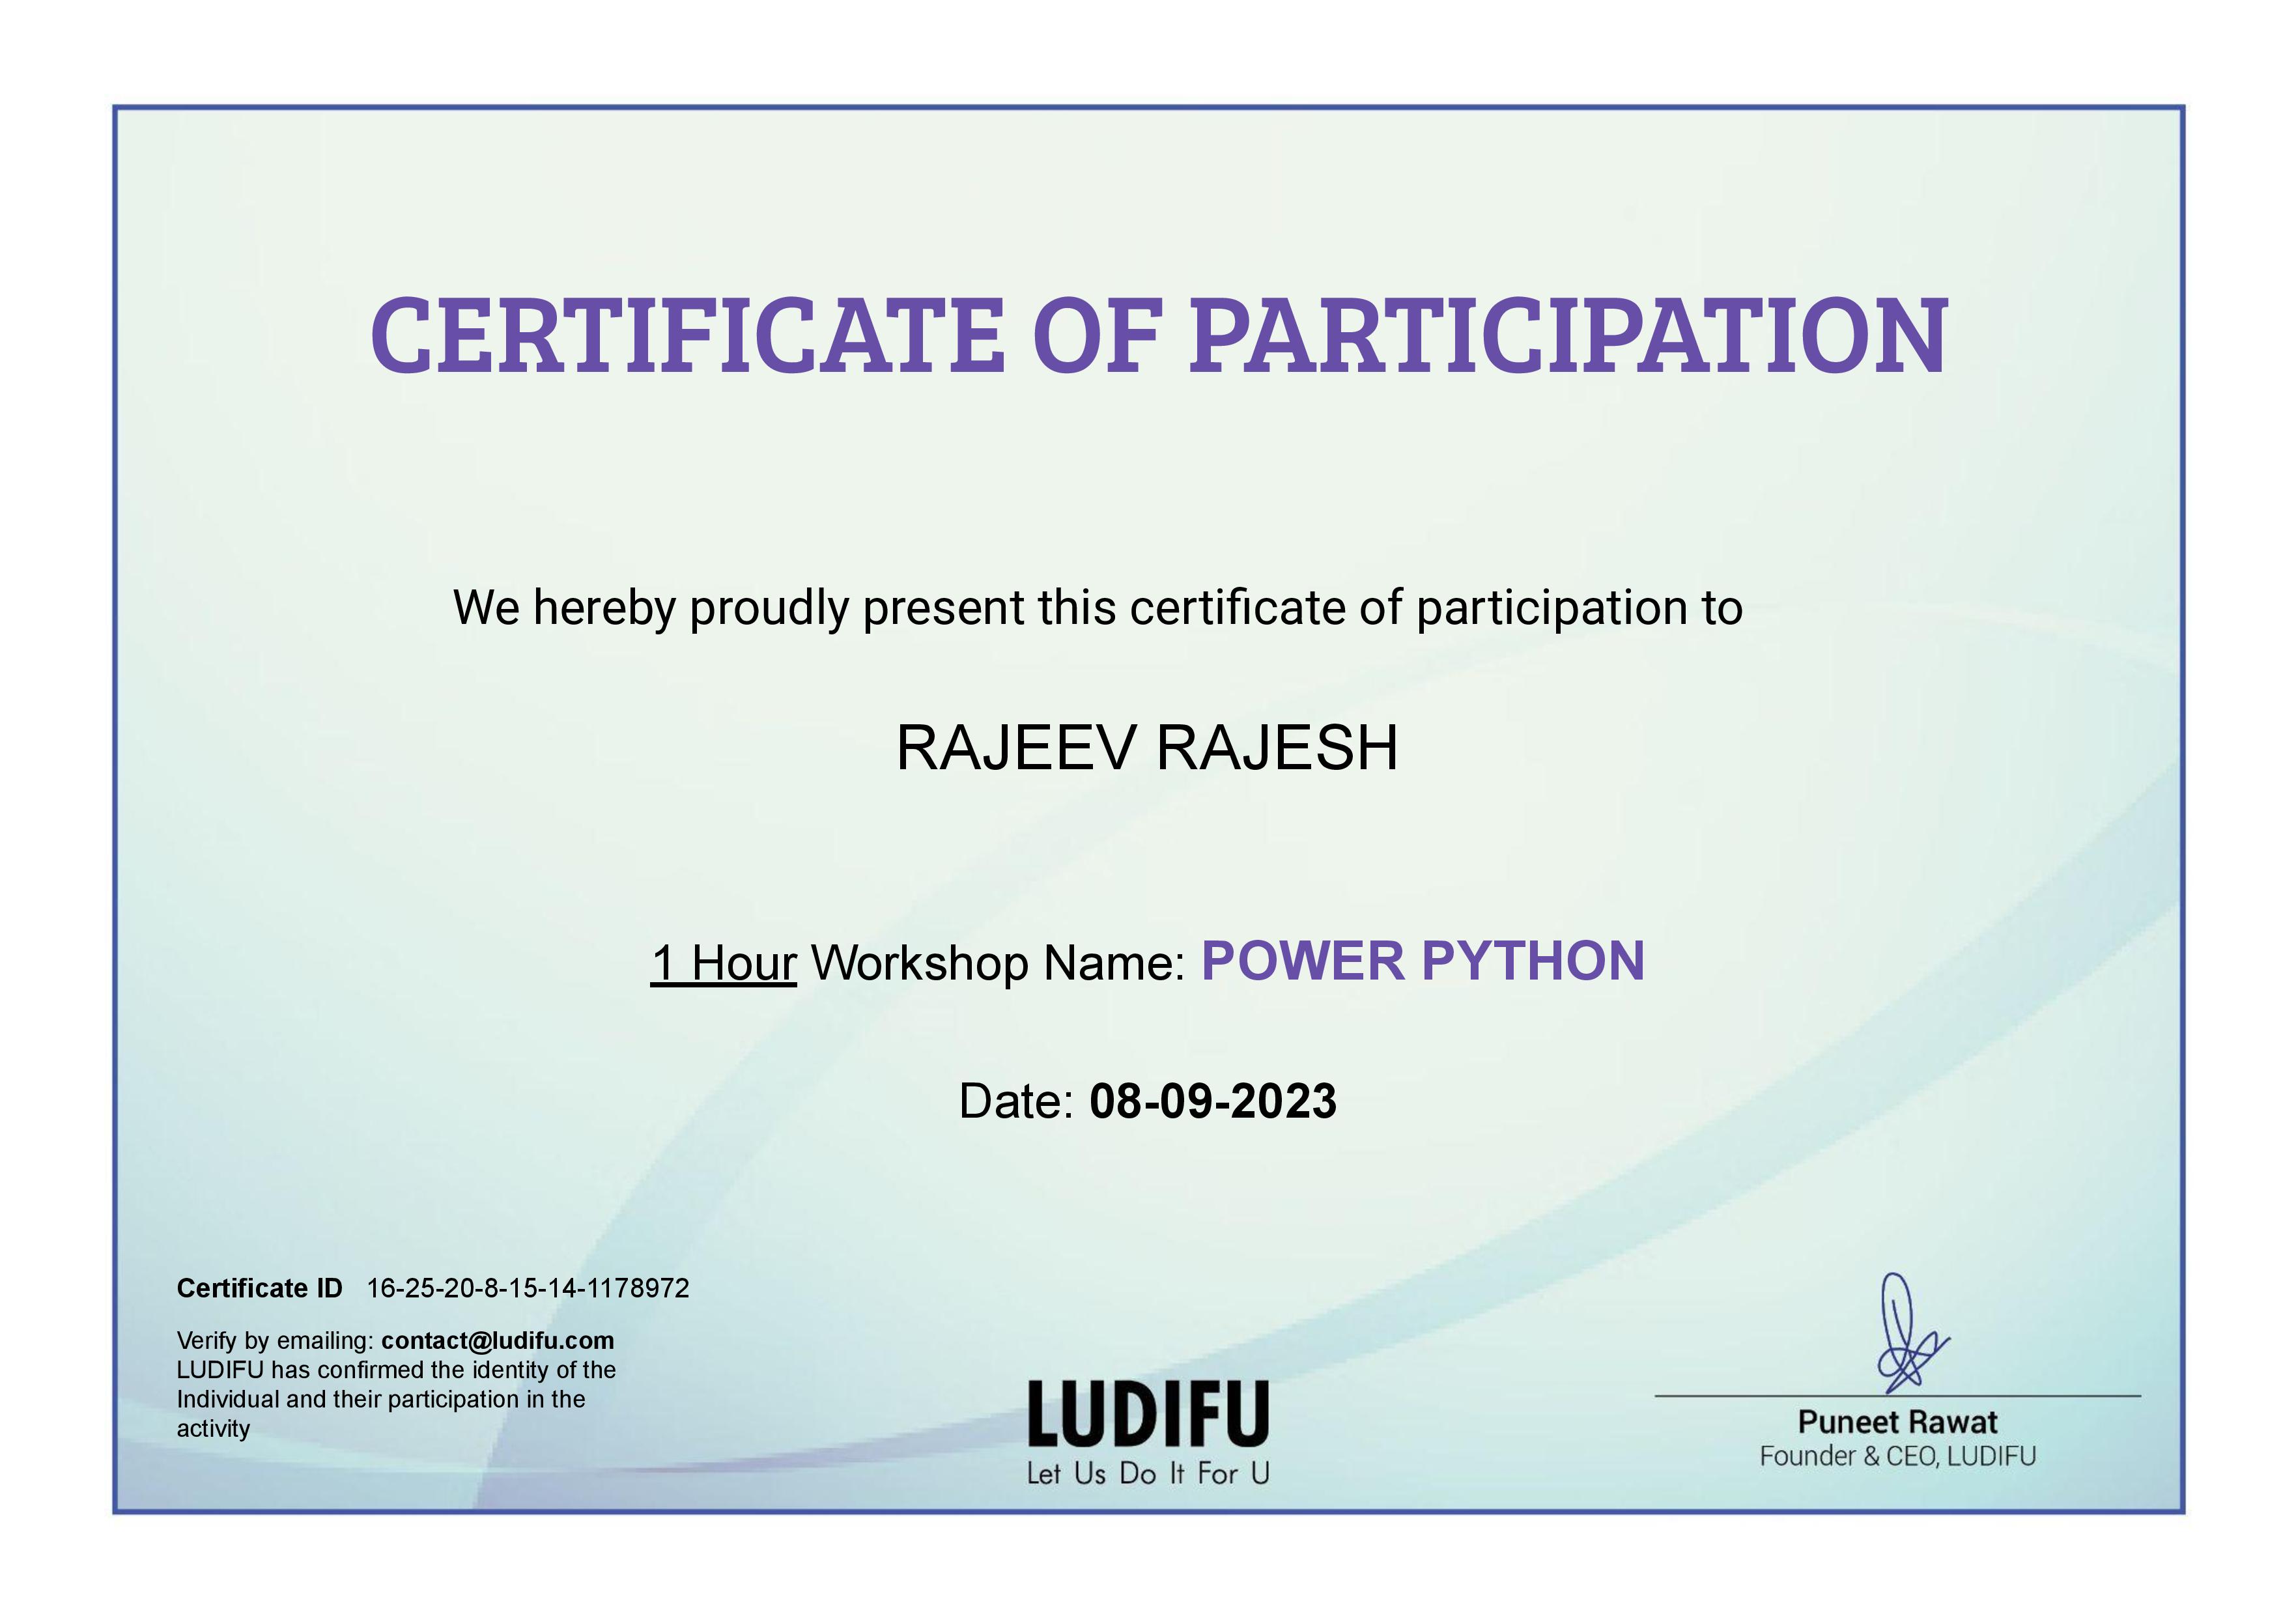 CERTIFICATE OF PARTICIPATION
We hereby proudly present this certificate of participation to
RAJEEV RAJESH
1 Hour Workshop Name: POWER PYTHON
Date: 08-09-2023
Certificate ID 16-25-20-8-15-14-1178972
Verify by emailing: contact@ludifu.com
LUDIFU has confirmed the identity of the
Individual and their participation in the
activity
LUDIFU
Let Us Do It For U
Puneet Rawat
Founder & CEO, LUDIFU